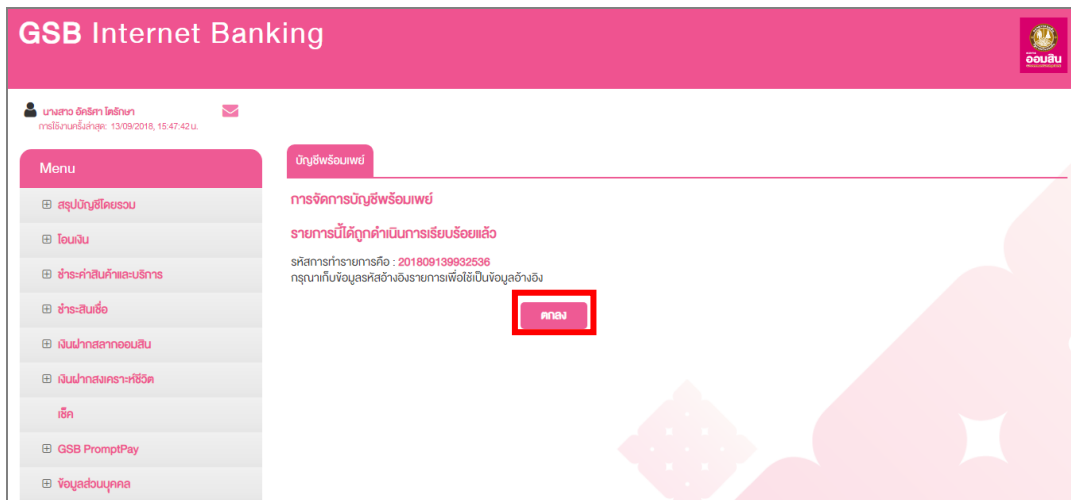 GSB Internet Banking
ออมสิน
นางสาว อัคริศา โตรักษา
การใช้งานครั้งล่าสุด: 13/09/2018, 15:47:42 น.
Menu
สรุปบัญชีโดยรวม
โอนเงิน
ชำระค่าสินค้าและบริการ
ชำระสินเชื่อ
เงินฝากสลากออมสิน
เงินฝากสงเคราะห์ชีวิต
เช็ค
GSB PromptPay
ข้อมูลส่วนบุคคล
บัญชีพร้อมเพย์
การจัดการบัญชีพร้อมเพย์
รายการนี้ได้ถูกดำเนินการเรียบร้อยแล้ว
รหัสการทำรายการคือ : 201809139932536
กรุณาเก็บข้อมูลรหัสอ้างอิงรายการเพื่อใช้เป็นข้อมูลอ้างอิง
ตกลง